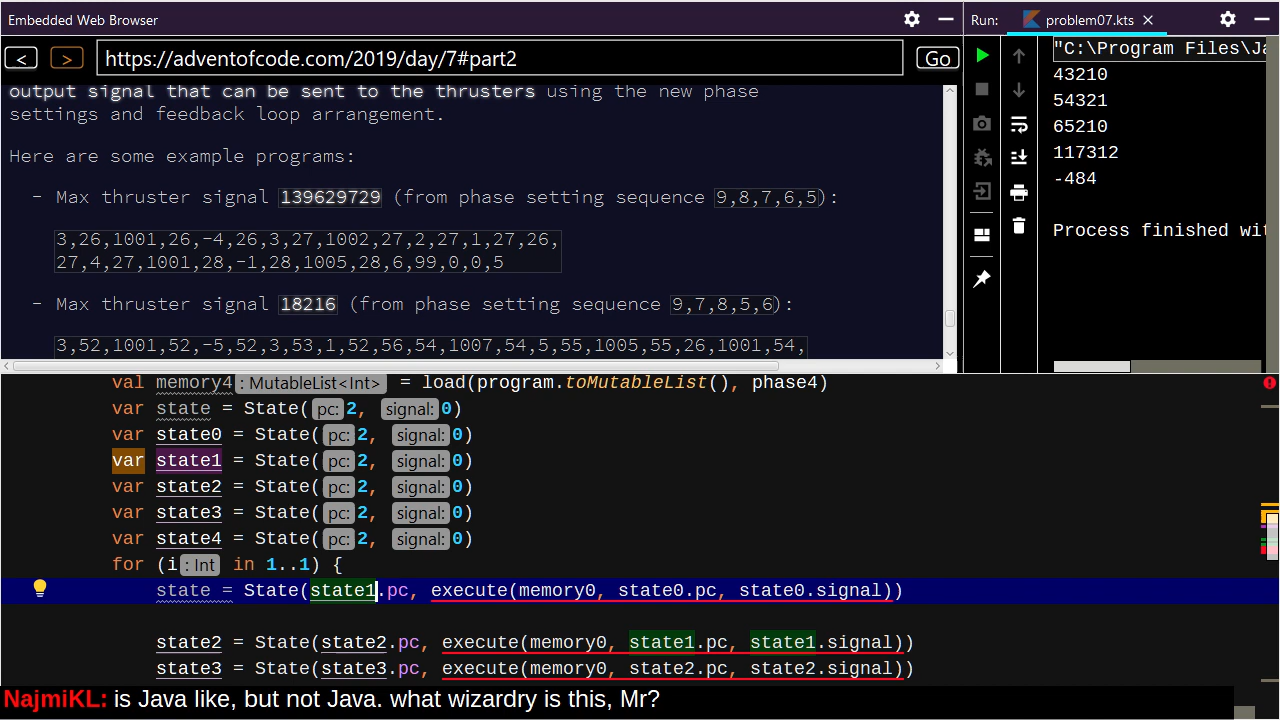 Embedded Web Browser
< > https://adventofcode.com/2019/day/7#part2 Go
output signal that can be sent to the thrusters using the new phase
settings and feedback loop arrangement.
Here are some example programs:
- Max thruster signal 139629729 (from phase setting sequence 9,8,7,6,5):
3,26,1001,26,-4,26,3,27,1002,27,2,27,1,27,26,
27,4,27,1001,28,-1,28,1005,28,6,99,0,0,5
- Max thruster signal 18216 (from phase setting sequence 9,7,8,5,6):
3,52,1001,52,-5,52,3,53,1,52,56,54,1007,54,5,55,1005,55,26,1001,54,
Run: problem07.kts
"C:\Program Files\Ja
43210
54321
65210
117312
-484
Process finished wit
val memory4 : MutableList<Int> = load(program.toMutableList(), phase4)
var state = State( pc: 2, signal: 0)
var state0 = State( pc: 2, signal: 0)
var state1 = State( pc: 2, signal: 0)
var state2 = State( pc: 2, signal: 0)
var state3 = State( pc: 2, signal: 0)
var state4 = State( pc: 2, signal: 0)
for (i : Int in 1..1) {
state = State(state1.pc, execute(memory0, state0.pc, state0.signal))
state2 = State(state2.pc, execute(memory0, state1.pc, state1.signal))
state3 = State(state3.pc, execute(memory0, state2.pc, state2.signal))
NajmiKL: is Java like, but not Java. what wizardry is this, Mr?